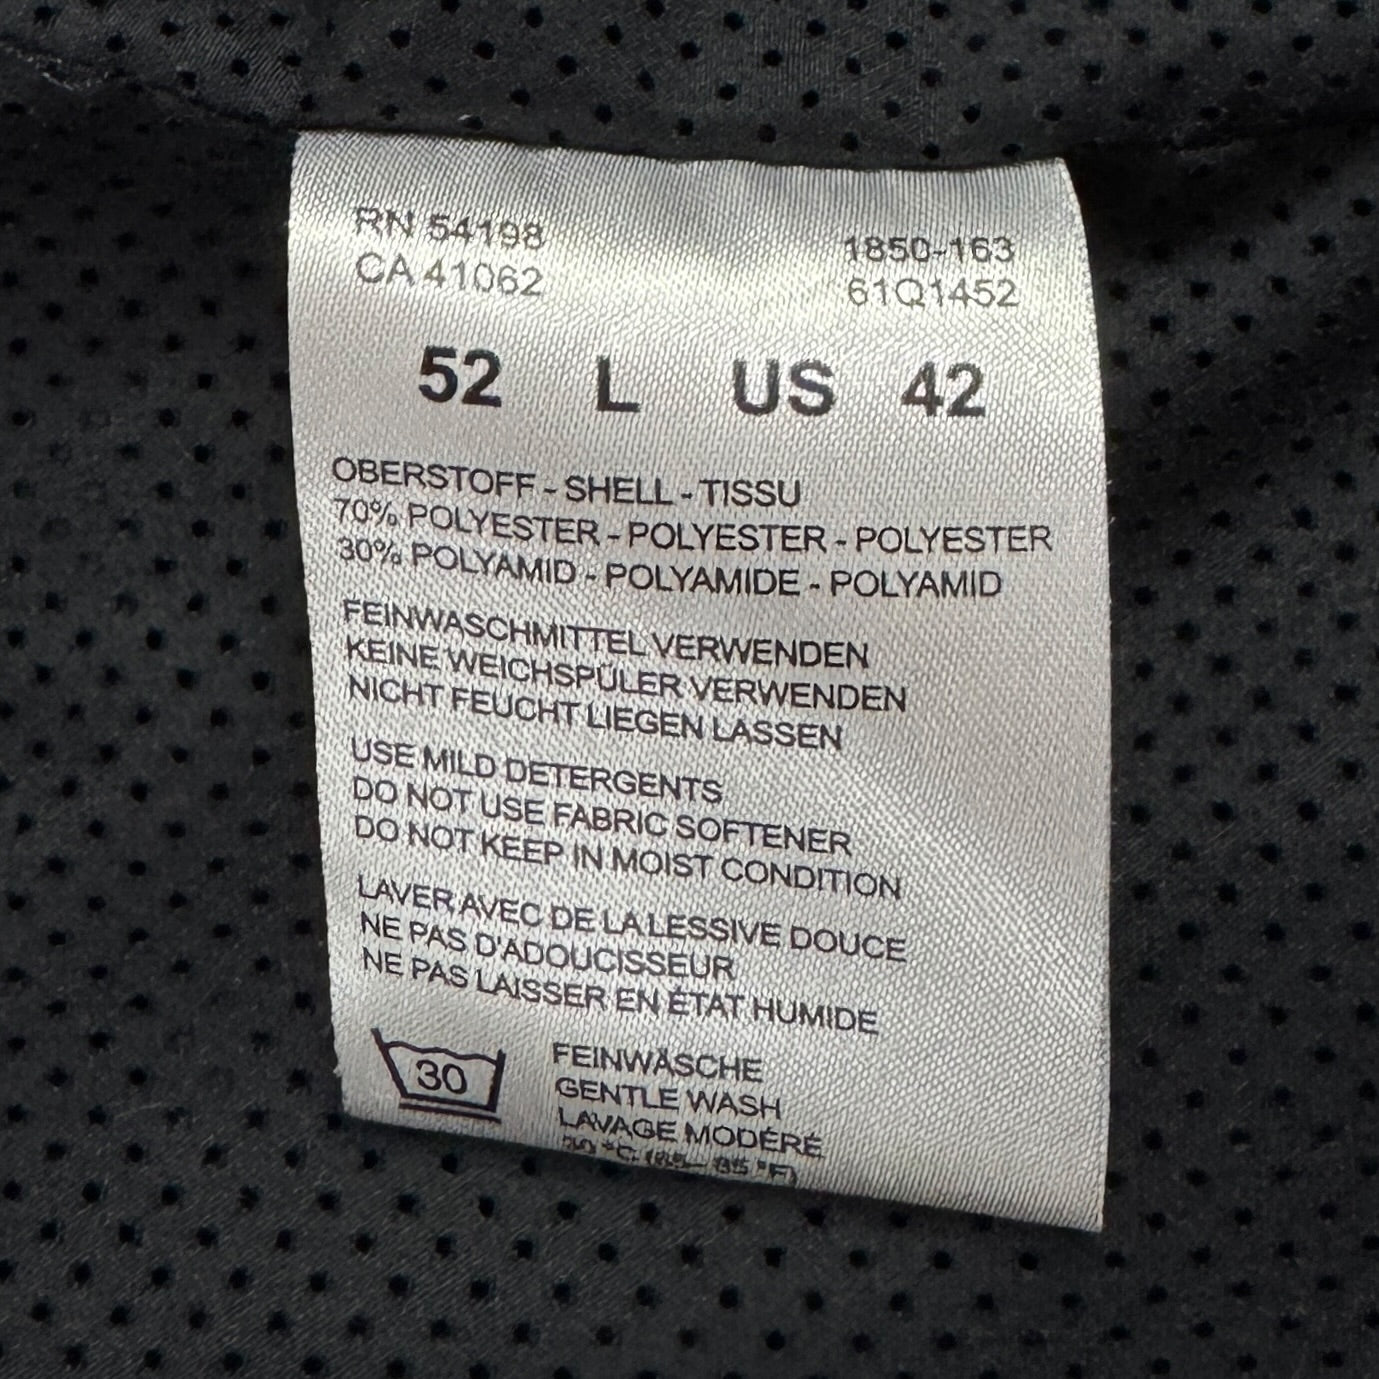 RN 54198
CA 41062
1850-163
61Q1452
52 L US 42
OBERSTOFF - SHELL - TISSU
70% POLYESTER - POLYESTER - POLYESTER
30% POLYAMID - POLYAMIDE - POLYAMID
FEINWASCHMITTEL VERWENDEN
KEINE WEICHSPÜLER VERWENDEN
NICHT FEUCHT LIEGEN LASSEN
USE MILD DETERGENTS
DO NOT USE FABRIC SOFTENER
DO NOT KEEP IN MOIST CONDITION
LAVER AVEC DE LA LESSIVE DOUCE
NE PAS D'ADOUCISSEUR
NE PAS LAISSER EN ÉTAT HUMIDE
30
FEINWÄSCHE
GENTLE WASH
LAVAGE MODÉRÉ
°C
°F)